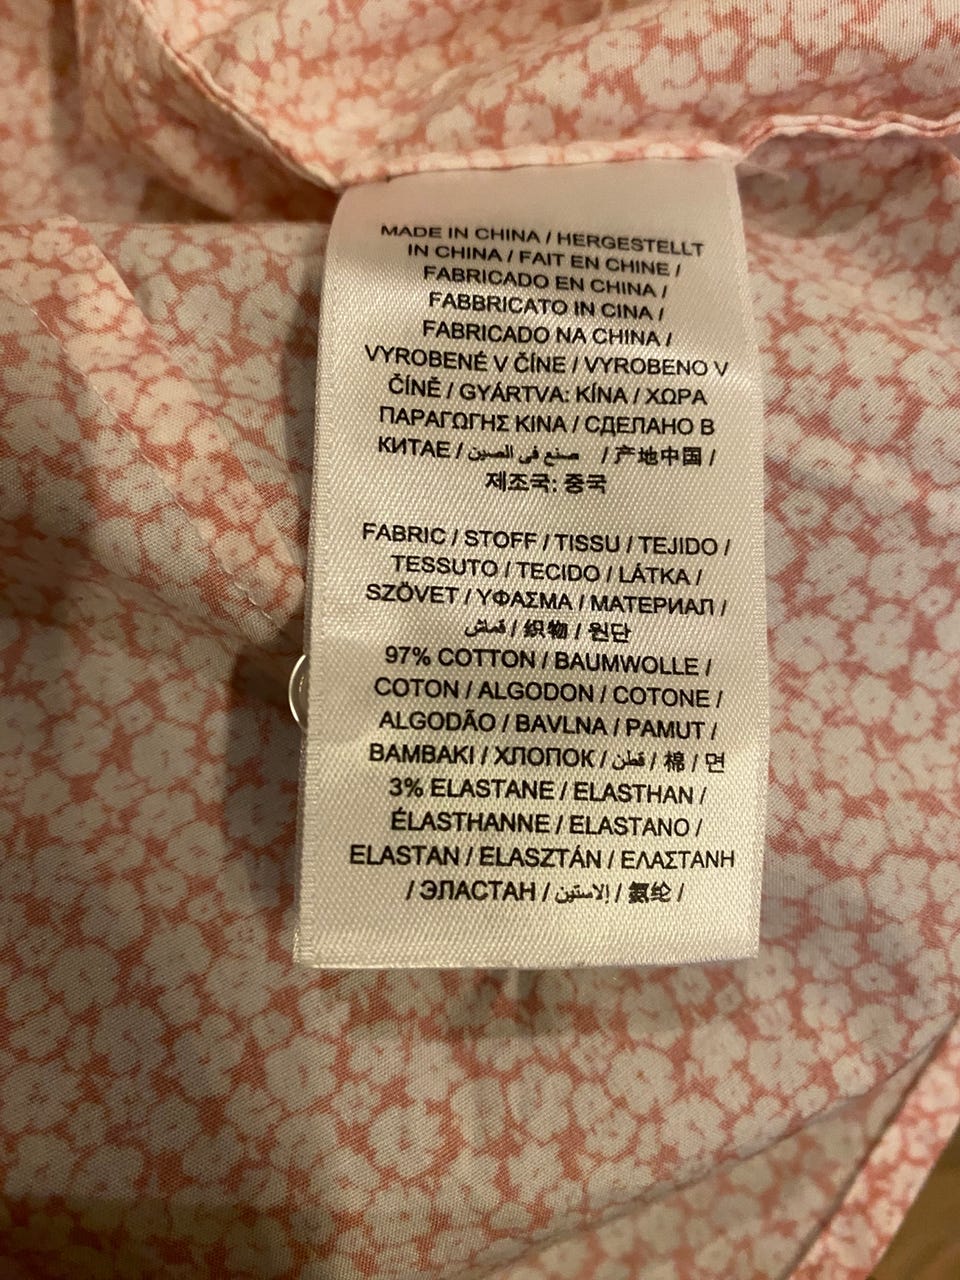 MADE IN CHINA / HERGESTELLT
IN CHINA / FAIT EN CHINE /
FABRICADO EN CHINA /
FABBRICATO IN CINA /
FABRICADO NA CHINA /
VYROBENÉ V ČÍNE / VYROBENO V
ČÍNĚ / GYÁRTVA: KÍNA / ΧΩΡΑ
ΠΑΡΑΓΩΓΗΣ ΚΙΝΑ / СДЕЛАНО В
КИТАЕ / صنع في الصين / 产地中国 /
제조국: 중국
FABRIC / STOFF / TISSU / TEJIDO /
TESSUTO / TECIDO / LÁTKA /
SZÖVET / ΥΦΑΣΜΑ / МАТЕРИАЛ /
قماش / 织物 / 원단
97% COTTON / BAUMWOLLE /
COTON / ALGODON / COTONE /
ALGODÃO / BAVLNA / PAMUT /
ΒΑΜΒΑΚΙ / ХЛОПОК / قطن / 棉 / 면
3% ELASTANE / ELASTHAN /
ÉLASTHANNE / ELASTANO /
ELASTAN / ELASZTÁN / ΕΛΑΣΤΑΝΗ
/ ЭЛАСТАН / إلاستين / 氨纶 /